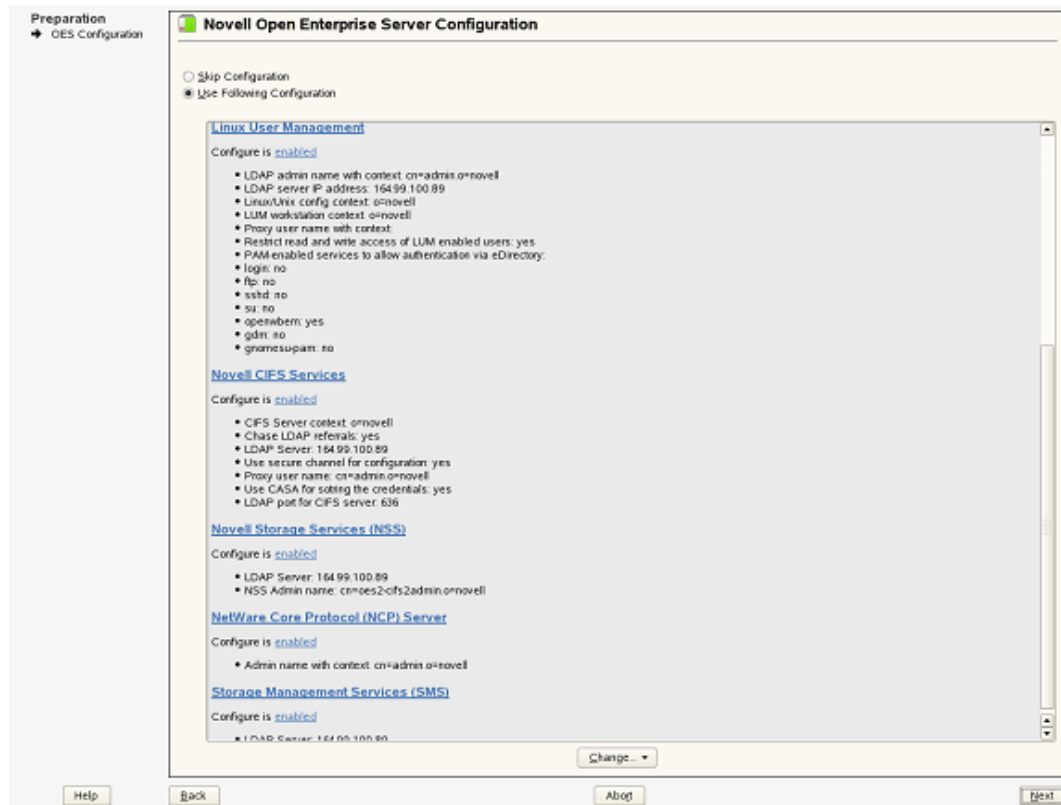 Preparation
OES Configuration
Novell Open Enterprise Server Configuration
Skip Configuration
Use Following Configuration
Linux User Management
Configure is enabled
LDAP admin name with context: cn=admin.o=novell
LDAP server IP address: 164.99.100.89
Linux/Unix config context: o=novell
LUM workstation context: o=novell
Proxy user name with context:
Restrict read and write access of LUM enabled users: yes
PAM-enabled services to allow authentication via eDirectory:
login: no
ftp: no
sshd: no
su: no
openwbem: yes
gdm: no
gnomesu-pam: no
Novell CIFS Services
Configure is enabled
CIFS Server context: o=novell
Chase LDAP referrals: yes
LDAP Server: 164.99.100.89
Use secure channel for configuration: yes
Proxy user name: cn=admin.o=novell
Use CASA for sotring the credentials: yes
LDAP port for CIFS server: 636
Novell Storage Services (NSS)
Configure is enabled
LDAP Server: 164.99.100.89
NSS Admin name: cn=oes2-cifs2admin.o=novell
NetWare Core Protocol (NCP) Server
Configure is enabled
Admin name with context: cn=admin.o=novell
Storage Management Services (SMS)
Configure is enabled
LDAP Server: 164.99.100.89
Change...
Help
Back
Abort
Next